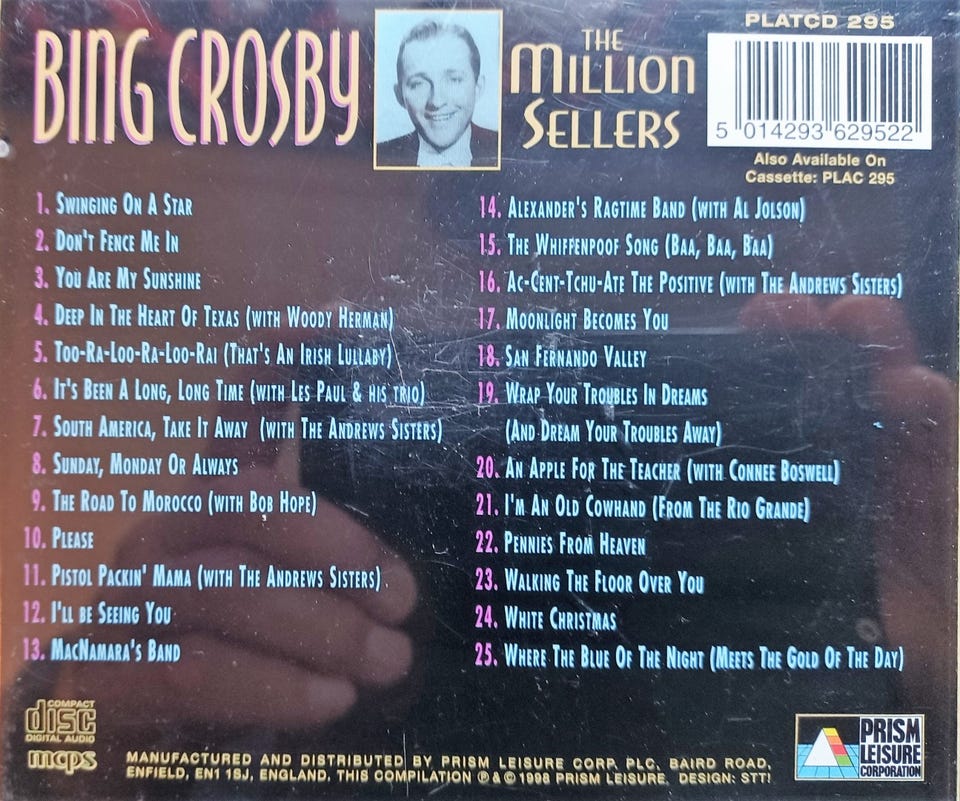 BING CROSBY
THE
MILLION
SELLERS
PLATCD 295
5 014293 629522
Also Available On
Cassette: PLAC 295
1. SWINGING ON A STAR
2. DON'T FENCE ME IN
3. YOU ARE MY SUNSHINE
4. DEEP IN THE HEART OF TEXAS (WITH WOODY HERMAN)
5. TOO-RA-LOO-RA-LOO-RAI (THAT'S AN IRISH LULLABY)
6. IT'S BEEN A LONG, LONG TIME (WITH LES PAUL & HIS TRIO)
7. SOUTH AMERICA, TAKE IT AWAY (WITH THE ANDREWS SISTERS)
8. SUNDAY, MONDAY OR ALWAYS
9. THE ROAD TO MOROCCO (WITH BOB HOPE)
10. PLEASE
11. PISTOL PACKIN' MAMA (WITH THE ANDREWS SISTERS)
12. I'LL BE SEEING YOU
13. MACNAMARA'S BAND
14. ALEXANDER'S RAGTIME BAND (WITH AL JOLSON)
15. THE WHIFFENPOOF SONG (BAA, BAA, BAA)
16. AC-CENT-TCHU-ATE THE POSITIVE (WITH THE ANDREWS SISTERS)
17. MOONLIGHT BECOMES YOU
18. SAN FERNANDO VALLEY
19. WRAP YOUR TROUBLES IN DREAMS
(AND DREAM YOUR TROUBLES AWAY)
20. AN APPLE FOR THE TEACHER (WITH CONNEE BOSWELL)
21. I'M AN OLD COWHAND (FROM THE RIO GRANDE)
22. PENNIES FROM HEAVEN
23. WALKING THE FLOOR OVER YOU
24. WHITE CHRISTMAS
25. WHERE THE BLUE OF THE NIGHT (MEETS THE GOLD OF THE DAY)
COMPACT
disc
DIGITAL AUDIO
mcps
MANUFACTURED AND DISTRIBUTED BY PRISM LEISURE CORP. PLC, BAIRD ROAD,
ENFIELD, EN1 1SJ, ENGLAND. THIS COMPILATION ℗ & © 1998 PRISM LEISURE. DESIGN: STT!
PRISM
LEISURE
CORPORATION